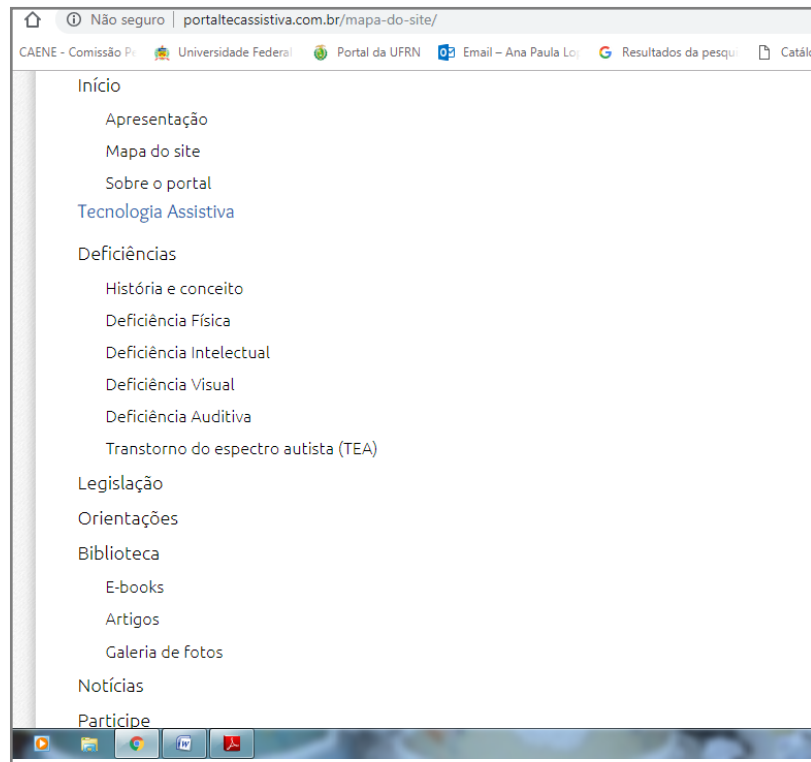 Não seguro | portaltecassistiva.com.br/mapa-do-site/
CAENE - Comissão P Universidade Federal Portal da UFRN Email – Ana Paula Lo Resultados da pesqu Catál
Início
Apresentação
Mapa do site
Sobre o portal
Tecnologia Assistiva
Deficiências
História e conceito
Deficiência Física
Deficiência Intelectual
Deficiência Visual
Deficiência Auditiva
Transtorno do espectro autista (TEA)
Legislação
Orientações
Biblioteca
E-books
Artigos
Galeria de fotos
Notícias
Participe